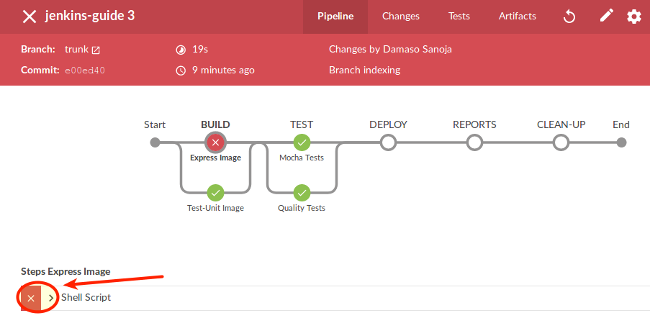 jenkins-guide 3 Pipeline Changes Tests Artifacts
Branch: trunk 19s Changes by Damaso Sanoja
Commit: e00ed40 9 minutes ago Branch indexing
Start BUILD TEST DEPLOY REPORTS CLEAN-UP End
Express Image Mocha Tests
Test-Unit Image Quality Tests
Steps Express Image
Shell Script